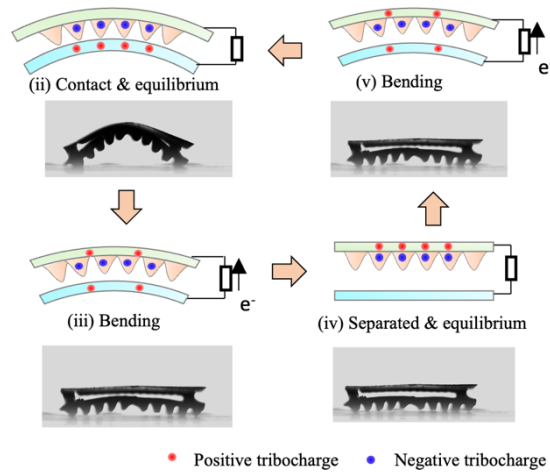 e
(ii) Contact & equilibrium
(v) Bending
e⁻
(iii) Bending
(iv) Separated & equilibrium
Positive tribocharge
Negative tribocharge